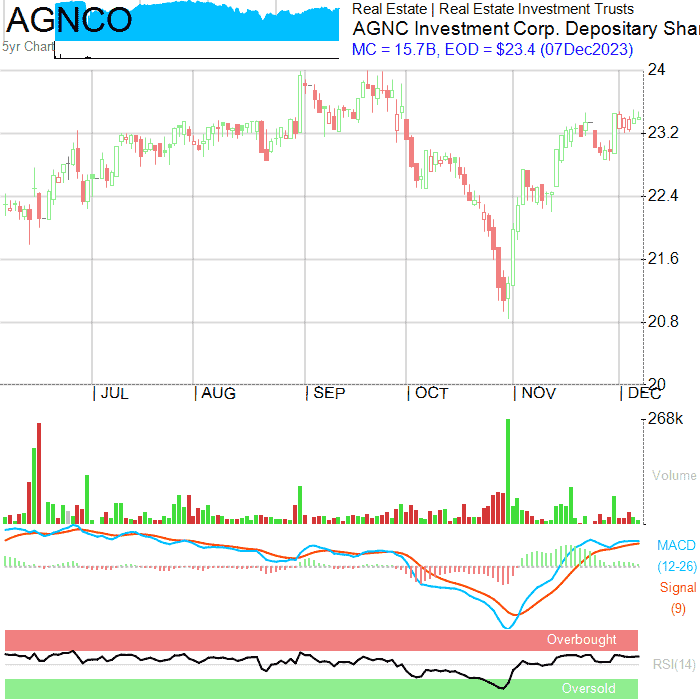 AGNCO
5yr Chart
Real Estate | Real Estate Investment Trusts
AGNC Investment Corp. Depositary Shar
MC = 15.7B, EOD = $23.4 (07Dec2023)
24
23.2
22.4
21.6
20.8
20
JUL
AUG
SEP
OCT
NOV
DEC
268k
Volume
MACD
(12-26)
Signal
(9)
Overbought
RSI(14)
Oversold